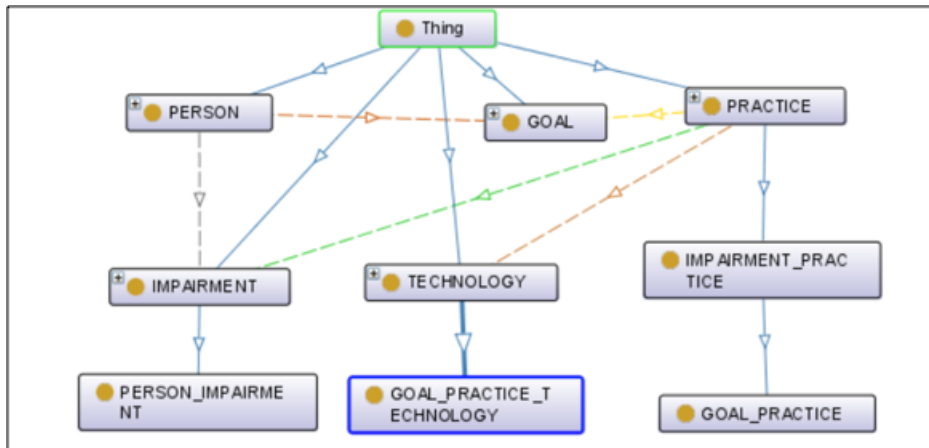 Thing
PERSON
GOAL
PRACTICE
IMPAIRMENT
TECHNOLOGY
IMPAIRMENT_PRAC
TICE
PERSON_IMPAIRME
NT
GOAL_PRACTICE_T
ECHNOLOGY
GOAL_PRACTICE